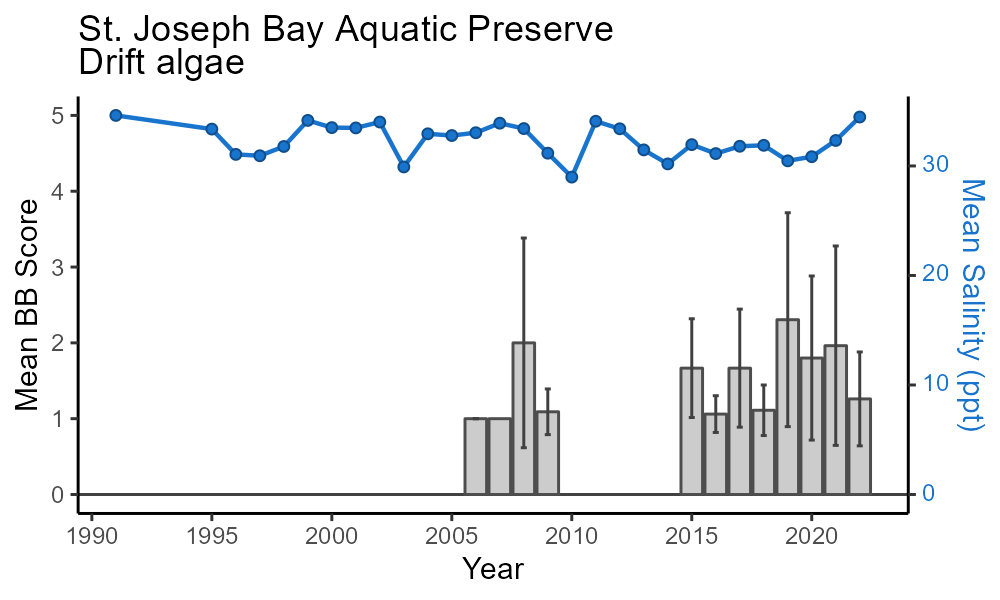 St. Joseph Bay Aquatic Preserve
Drift algae
5
4
3
2
1
0
Mean BB Score
30
20
10
0
Mean Salinity (ppt)
1990 1995 2000 2005 2010 2015 2020
Year